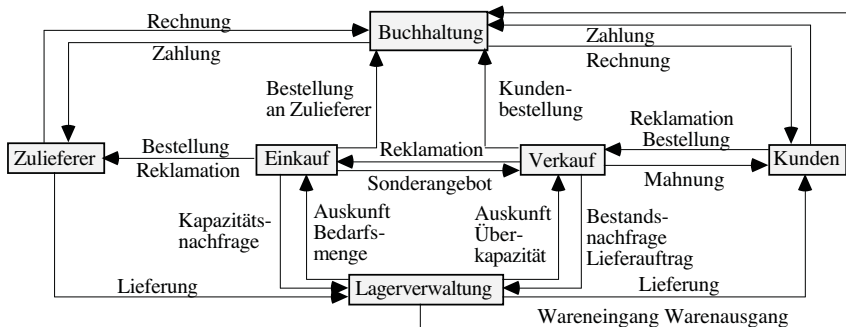 Rechnung
Buchhaltung
Zahlung
Zahlung
Rechnung
Bestellung
an Zulieferer
Kunden-
bestellung
Zulieferer
Bestellung
Reklamation
Einkauf
Reklamation
Sonderangebot
Verkauf
Reklamation
Bestellung
Mahnung
Kunden
Kapazitäts-
nachfrage
Auskunft
Bedarfs-
menge
Auskunft
Über-
kapazität
Bestands-
nachfrage
Lieferauftrag
Lieferung
Lagerverwaltung
Lieferung
Wareneingang Warenausgang